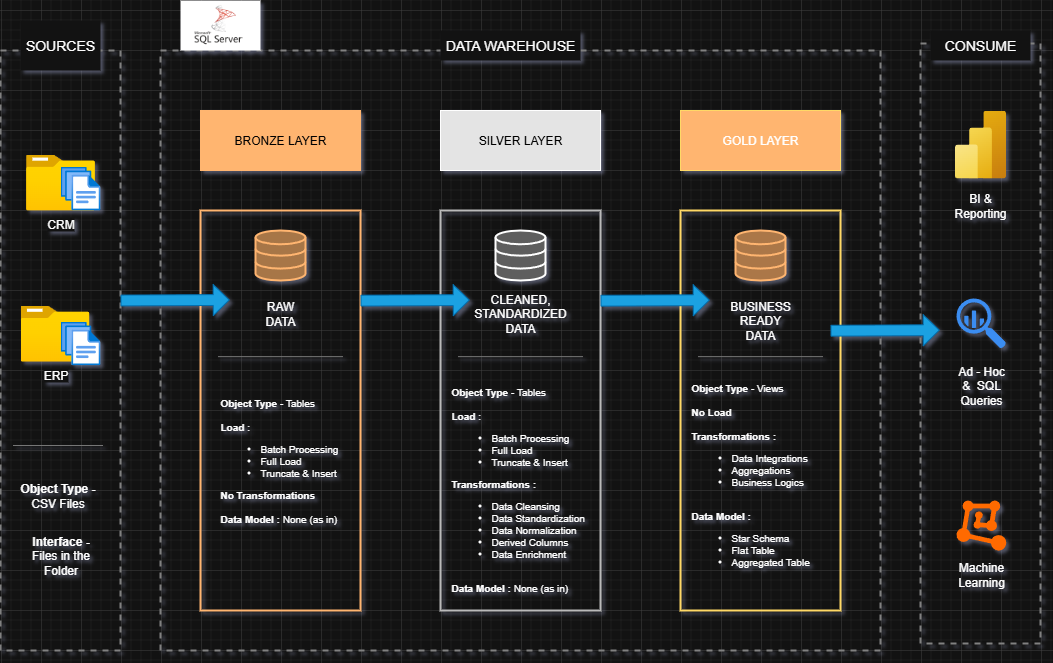 SOURCES
Microsoft
SQL Server
DATA WAREHOUSE
CONSUME
BRONZE LAYER
SILVER LAYER
GOLD LAYER
CRM
ERP
Object Type -
CSV Files
Interface -
Files in the
Folder
RAW
DATA
Object Type - Tables
Load :
• Batch Processing
• Full Load
• Truncate & Insert
No Transformations
Data Model : None (as in)
CLEANED,
STANDARDIZED
DATA
Object Type - Tables
Load :
• Batch Processing
• Full Load
• Truncate & Insert
Transformations :
• Data Cleansing
• Data Standardization
• Data Normalization
• Derived Columns
• Data Enrichment
Data Model : None (as in)
BUSINESS
READY
DATA
Object Type - Views
No Load
Transformations :
• Data Integrations
• Aggregations
• Business Logics
Data Model :
• Star Schema
• Flat Table
• Aggregated Table
BI &
Reporting
Ad - Hoc
& SQL
Queries
Machine
Learning